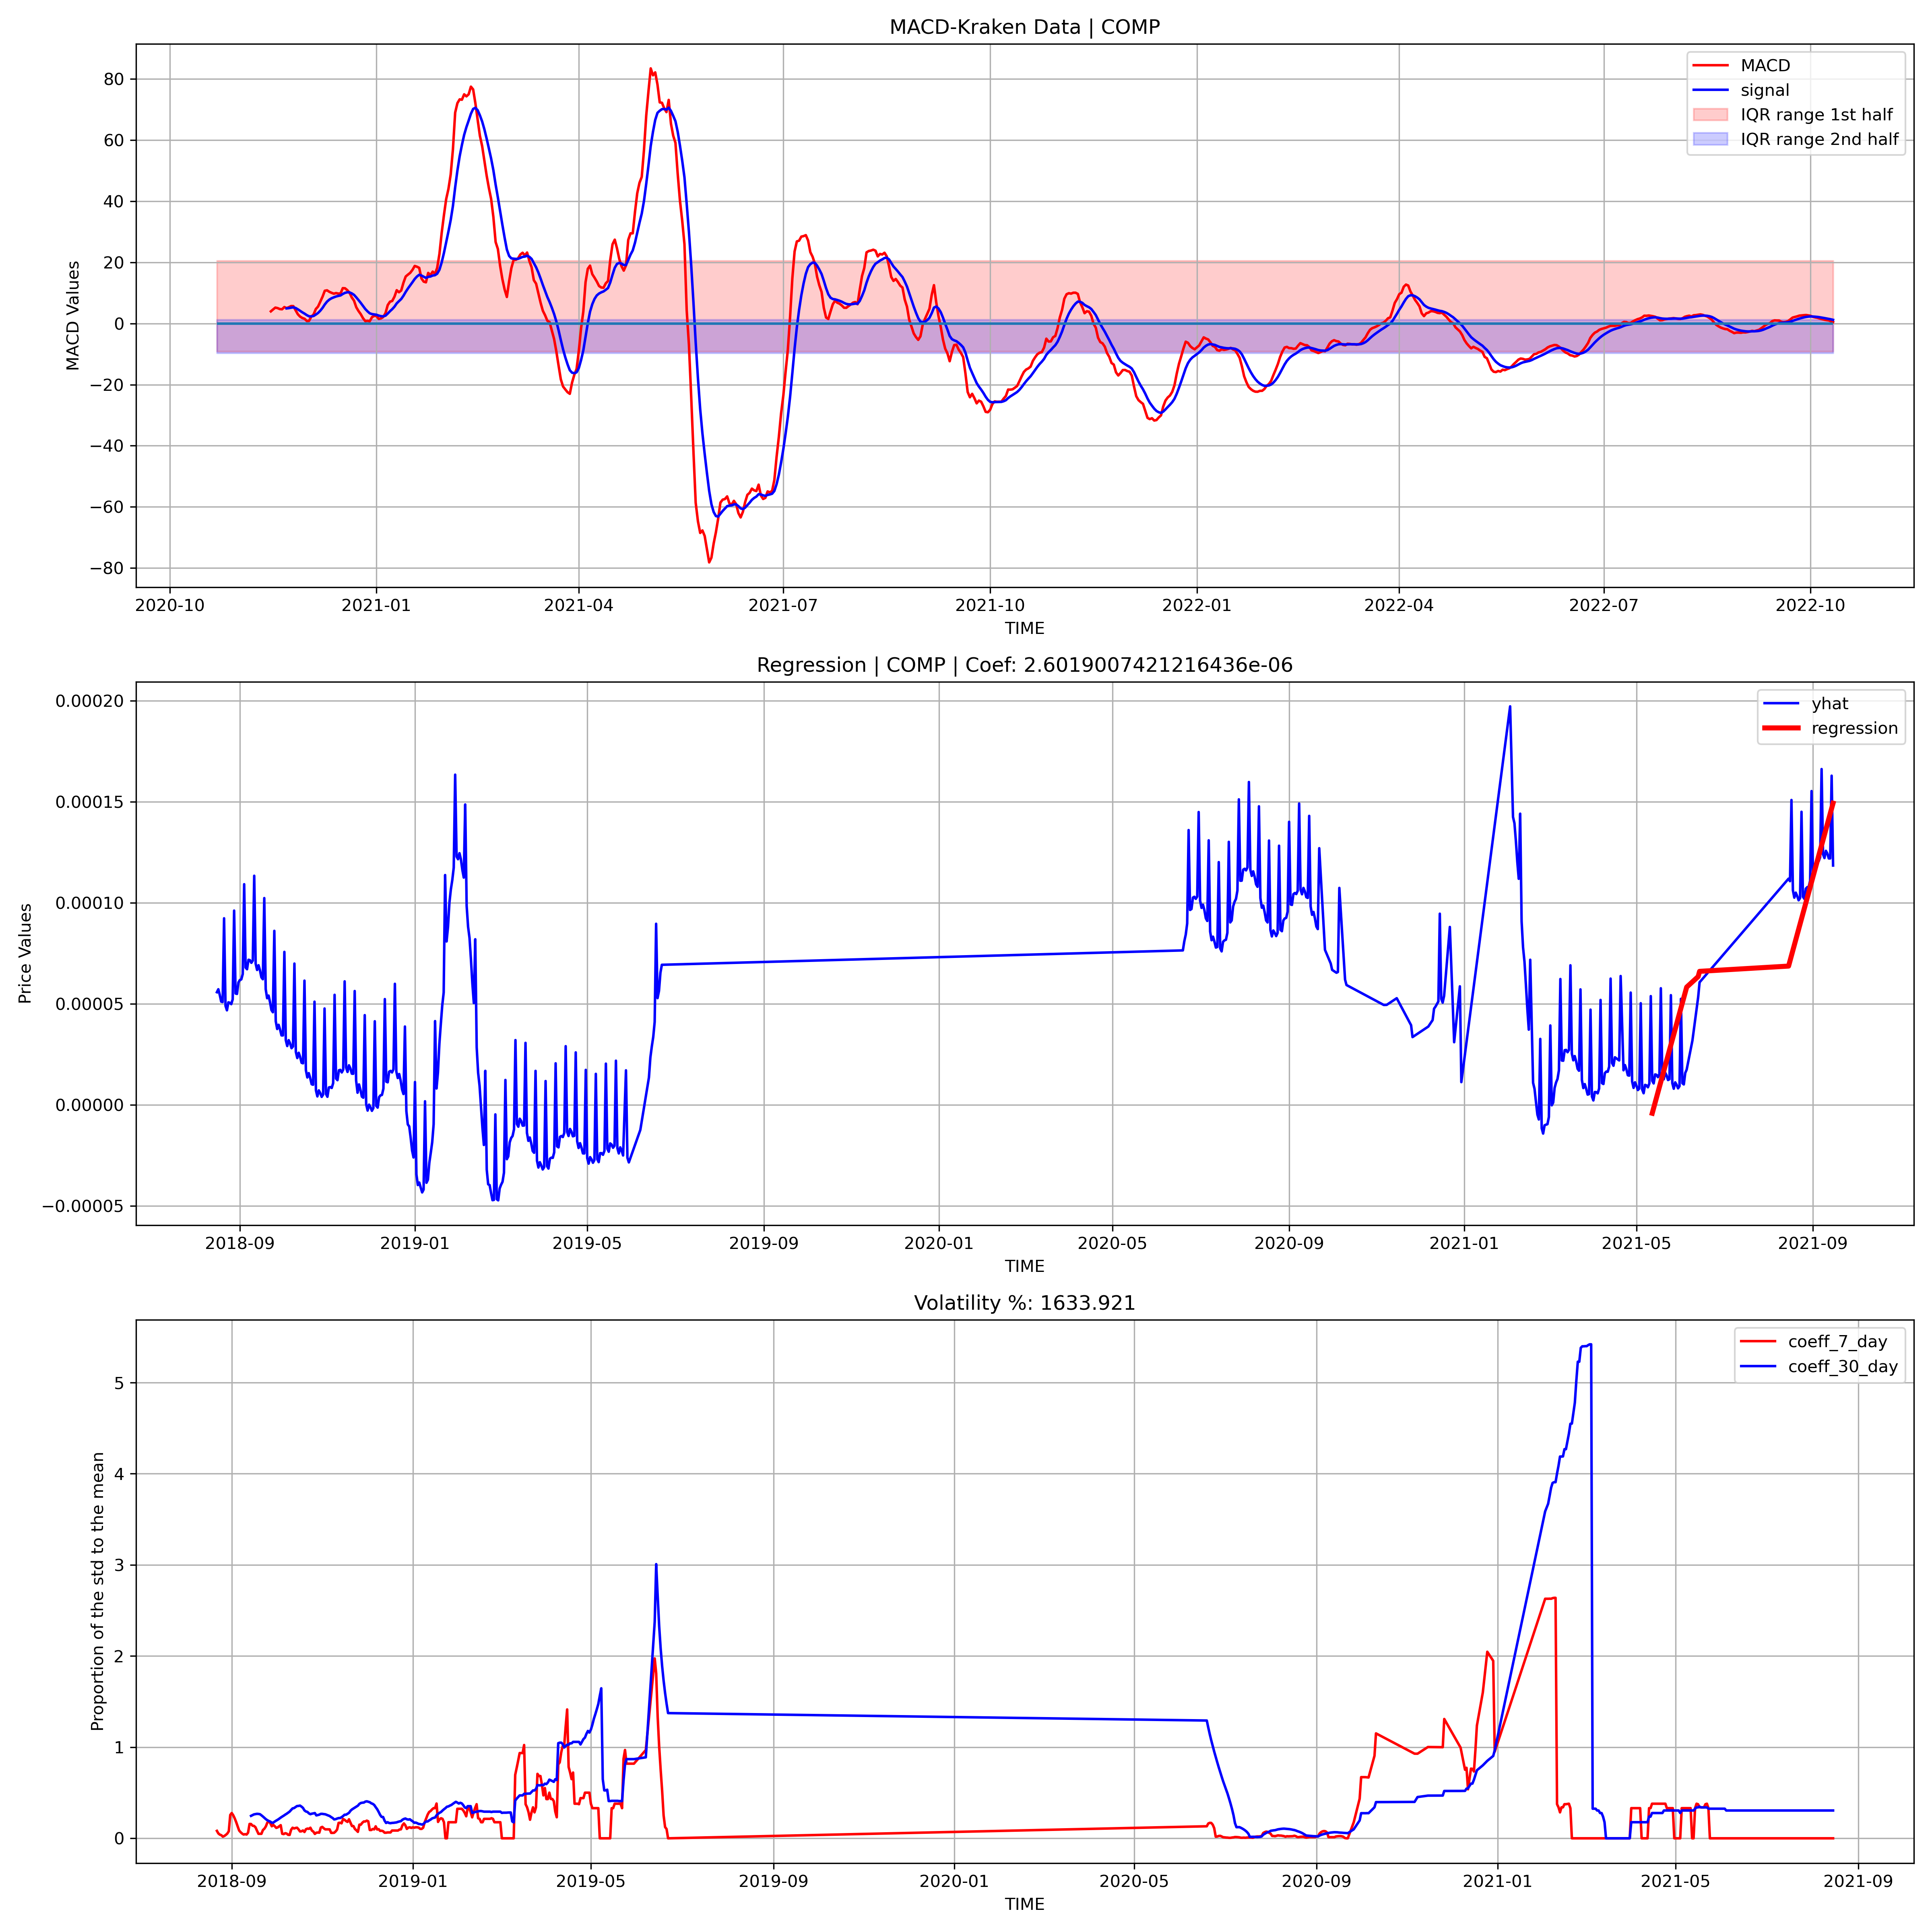 MACD-Kraken Data | COMP
MACD Values
80
60
40
20
0
−20
−40
−60
−80
MACD
signal
IQR range 1st half
IQR range 2nd half
2020-10 2021-01 2021-04 2021-07 2021-10 2022-01 2022-04 2022-07 2022-10
TIME
Regression | COMP | Coef: 2.6019007421216436e-06
Price Values
0.00020
0.00015
0.00010
0.00005
0.00000
−0.00005
yhat
regression
2018-09 2019-01 2019-05 2019-09 2020-01 2020-05 2020-09 2021-01 2021-05 2021-09
TIME
Volatility %: 1633.921
Proportion of the std to the mean
5
4
3
2
1
0
coeff_7_day
coeff_30_day
2018-09 2019-01 2019-05 2019-09 2020-01 2020-05 2020-09 2021-01 2021-05 2021-09
TIME